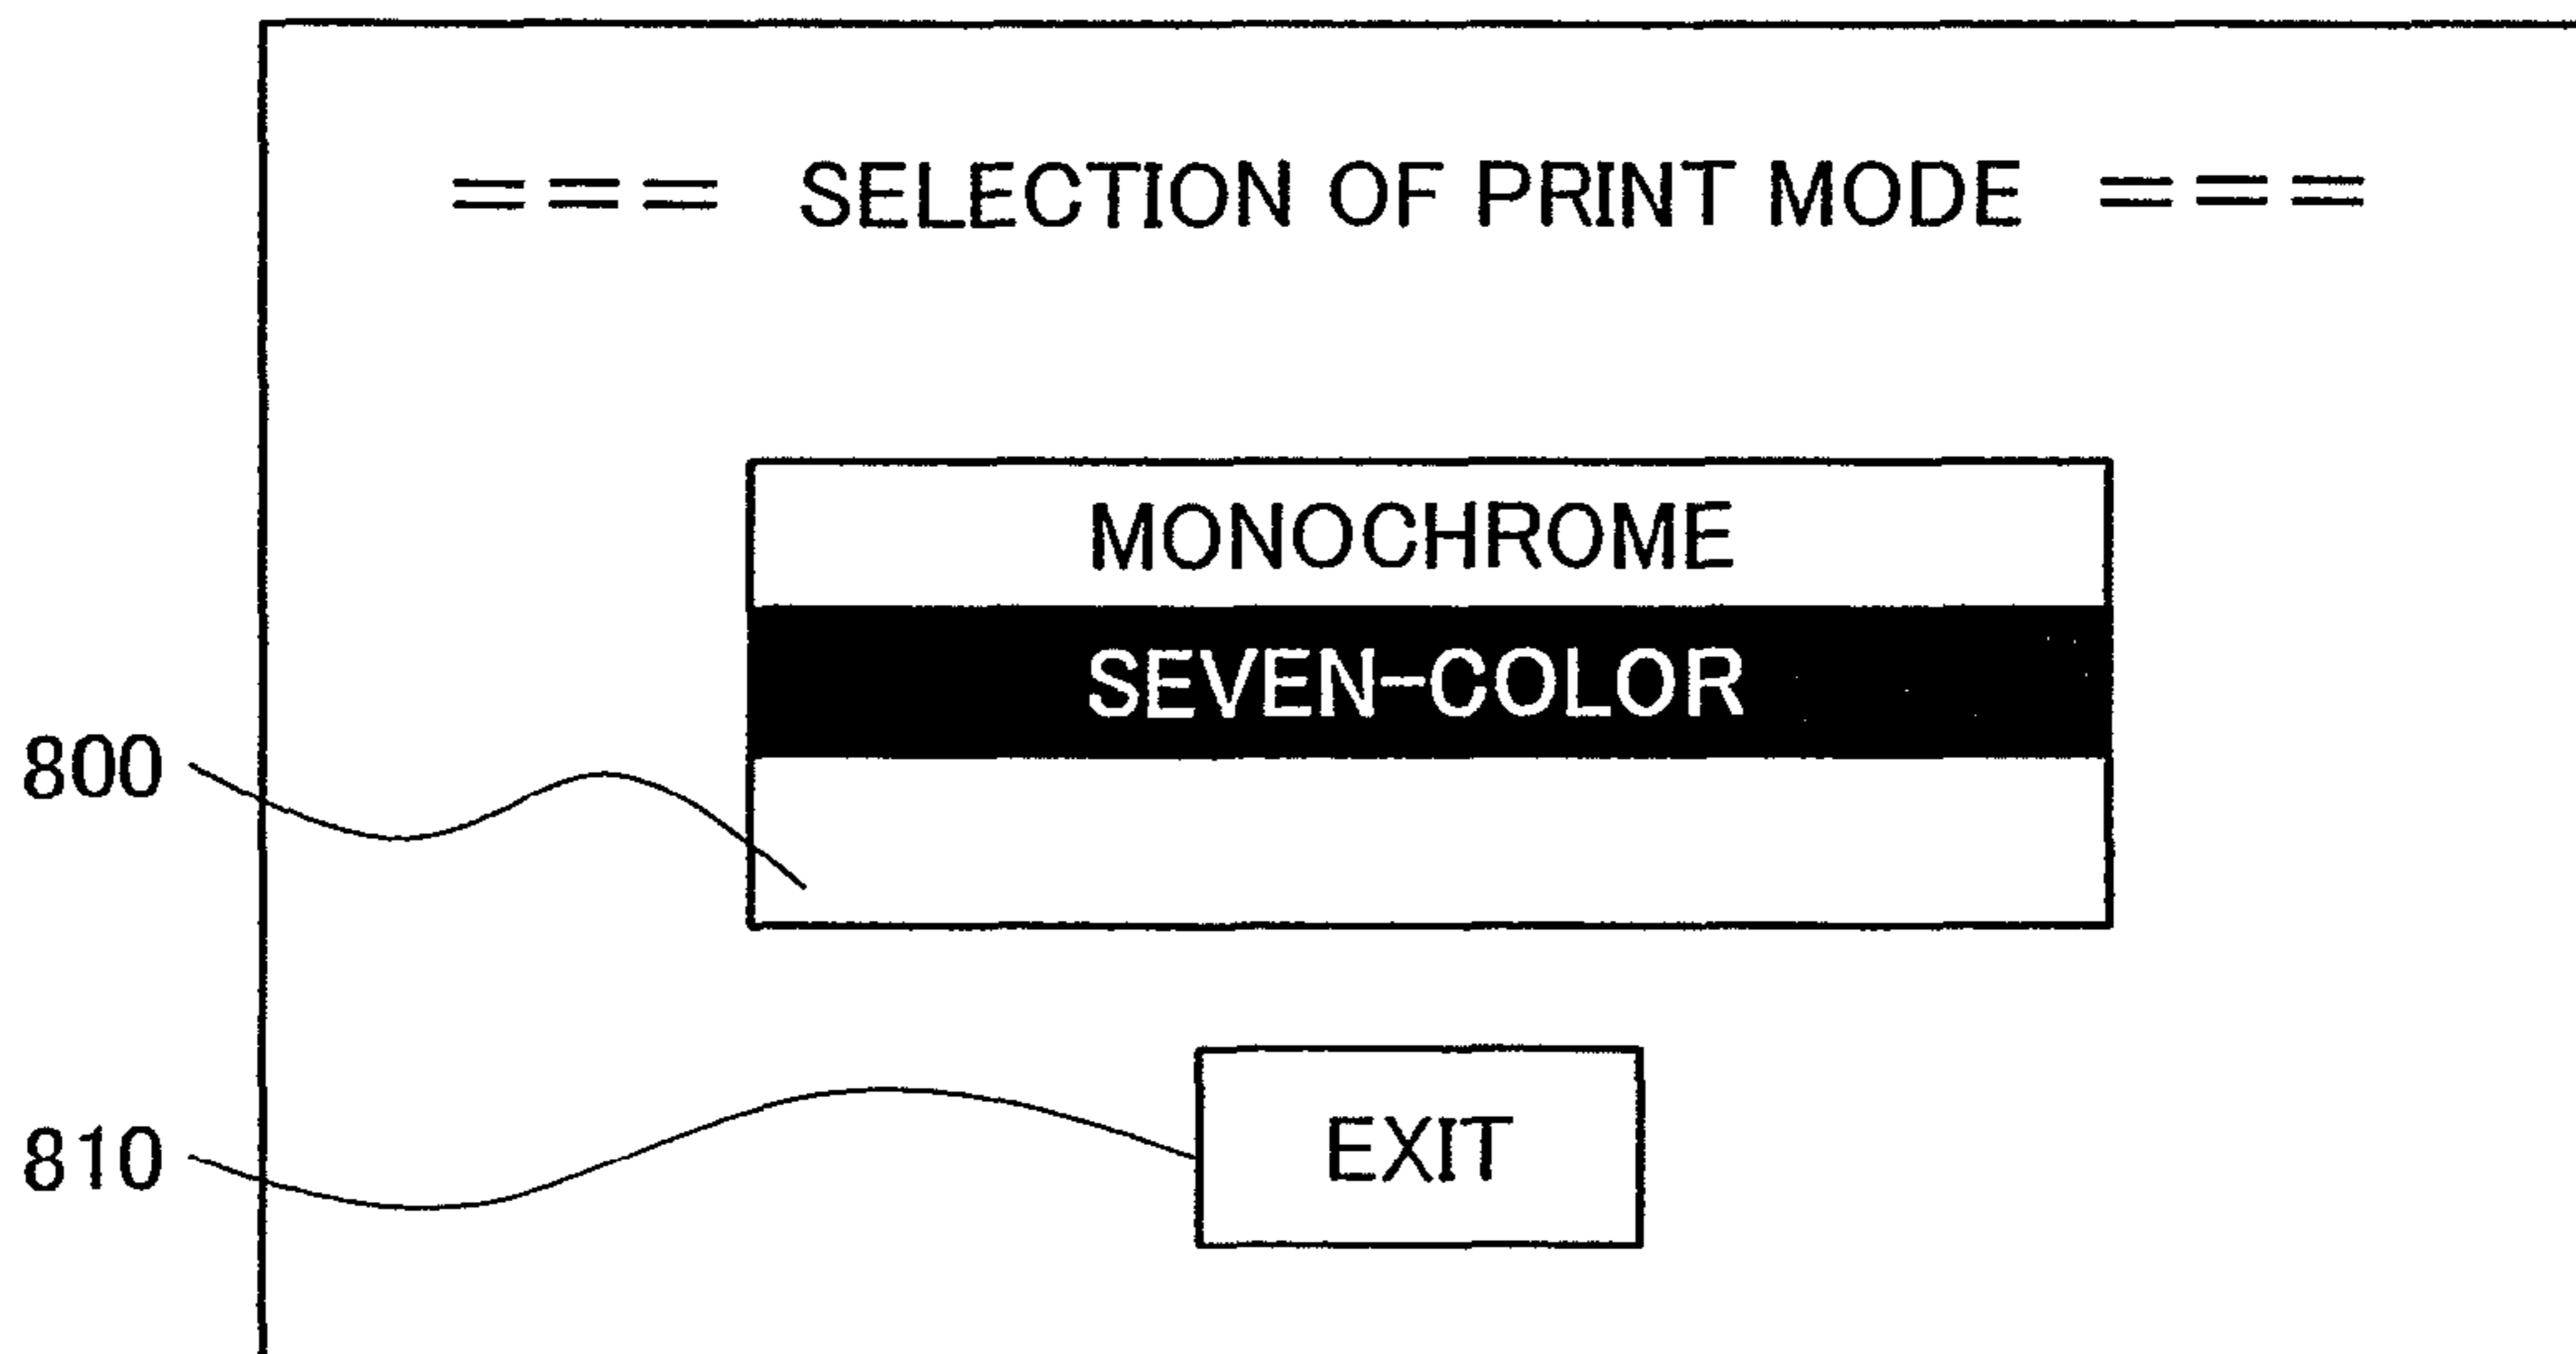 === SELECTION OF PRINT MODE ===
MONOCHROME
SEVEN-COLOR
800
810 EXIT